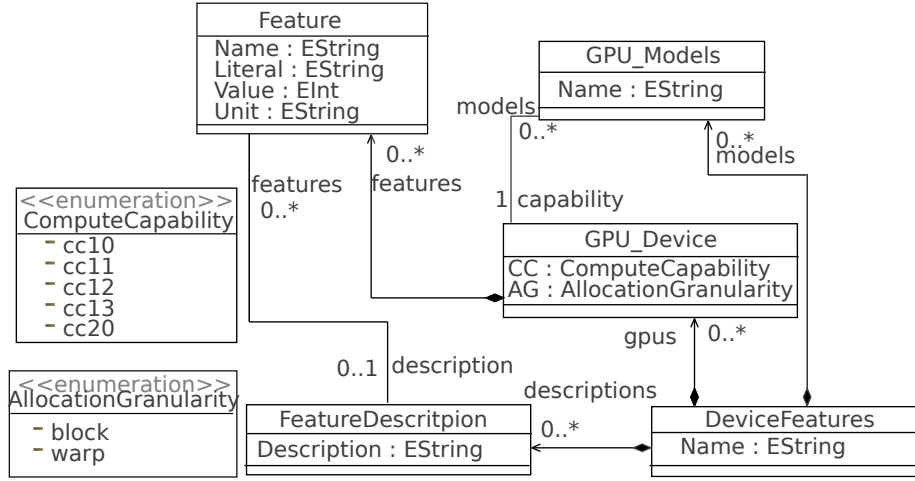 Feature
Name : EString
Literal : EString
Value : EInt
Unit : EString
GPU_Models
Name : EString
models
0..*
0..*
models
0..*
features
features
0..*
1 capability
<<enumeration>>
ComputeCapability
cc10
cc11
cc12
cc13
cc20
GPU_Device
CC : ComputeCapability
AG : AllocationGranularity
gpus
0..*
0..1
description
descriptions
0..*
<<enumeration>>
AllocationGranularity
block
warp
FeatureDescritpion
Description : EString
DeviceFeatures
Name : EString